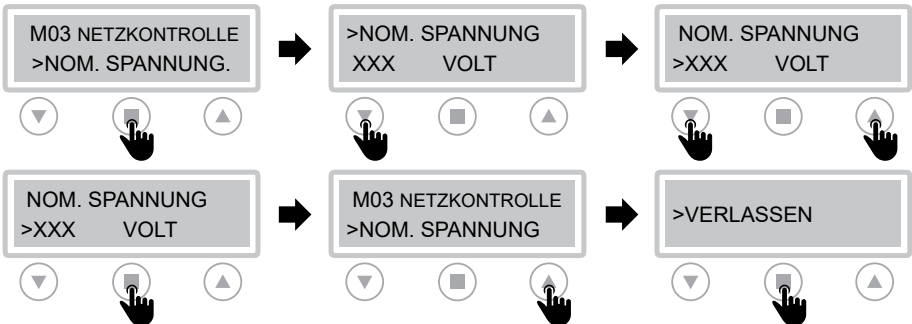 M03 NETZKONTROLLE
>NOM. SPANNUNG.
>NOM. SPANNUNG
XXX VOLT
NOM. SPANNUNG
>XXX VOLT
NOM. SPANNUNG
>XXX VOLT
M03 NETZKONTROLLE
>NOM. SPANNUNG
>VERLASSEN